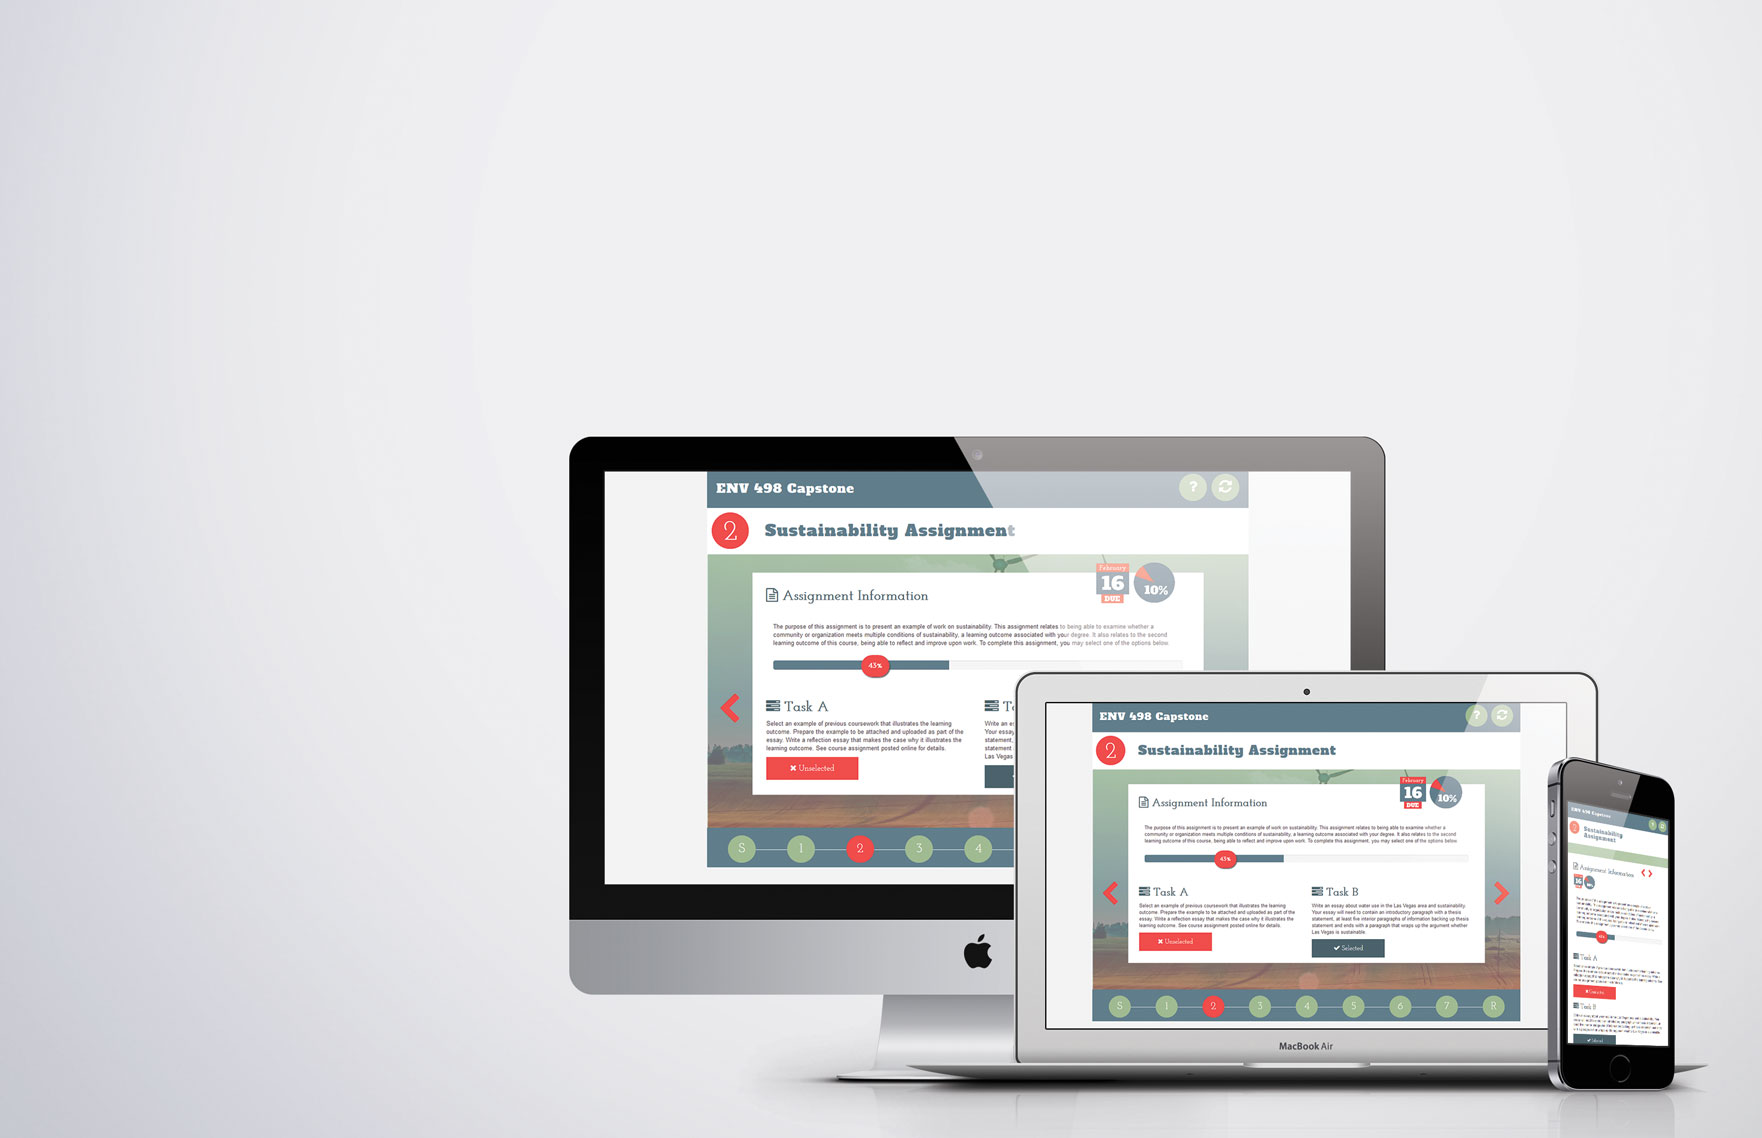 ENV 498 Capstone
?
2
Sustainability Assignment
Assignment Information
February
16
DUE
10%
The purpose of this assignment is to present an example of work on sustainability. This assignment relates to being able to examine whether a
community or organization meets multiple conditions of sustainability, a learning outcome associated with your degree. It also relates to the second
learning outcome of this course, being able to reflect and improve upon work. To complete this assignment, you may select one of the options below.
43%
Task A
Select an example of previous coursework that illustrates the learning
outcome. Prepare the example to be attached and uploaded as part of the
essay. Write a reflection essay that makes the case why it illustrates the
learning outcome. See course assignment posted online for details.
Unselected
Write an
Your essay
statement,
statement
Las Vegas
S 1 2 3 4
ENV 498 Capstone
?
2
Sustainability Assignment
Assignment Information
February
16
DUE
10%
The purpose of this assignment is to present an example of work on sustainability. This assignment relates to being able to examine whether a
community or organization meets multiple conditions of sustainability, a learning outcome associated with your degree. It also relates to the second
learning outcome of this course, being able to reflect and improve upon work. To complete this assignment, you may select one of the options below.
43%
Task A
Select an example of previous coursework that illustrates the learning
outcome. Prepare the example to be attached and uploaded as part of the
essay. Write a reflection essay that makes the case why it illustrates the
learning outcome. See course assignment posted online for details.
Unselected
Task B
Write an essay about water use in the Las Vegas area and sustainability.
Your essay will need to contain an introductory paragraph with a thesis
statement, at least the interior paragraphs of information backing up thesis
statement and ends with a paragraph that wraps up the argument whether
Las Vegas is sustainable
Selected
S 1 2 3 4 5 6 7 R
MacBook Air
ENV 498 Capstone
2
Sustainability
Assignment
Assignment Information
16
43%
Task A
Task B
Selected